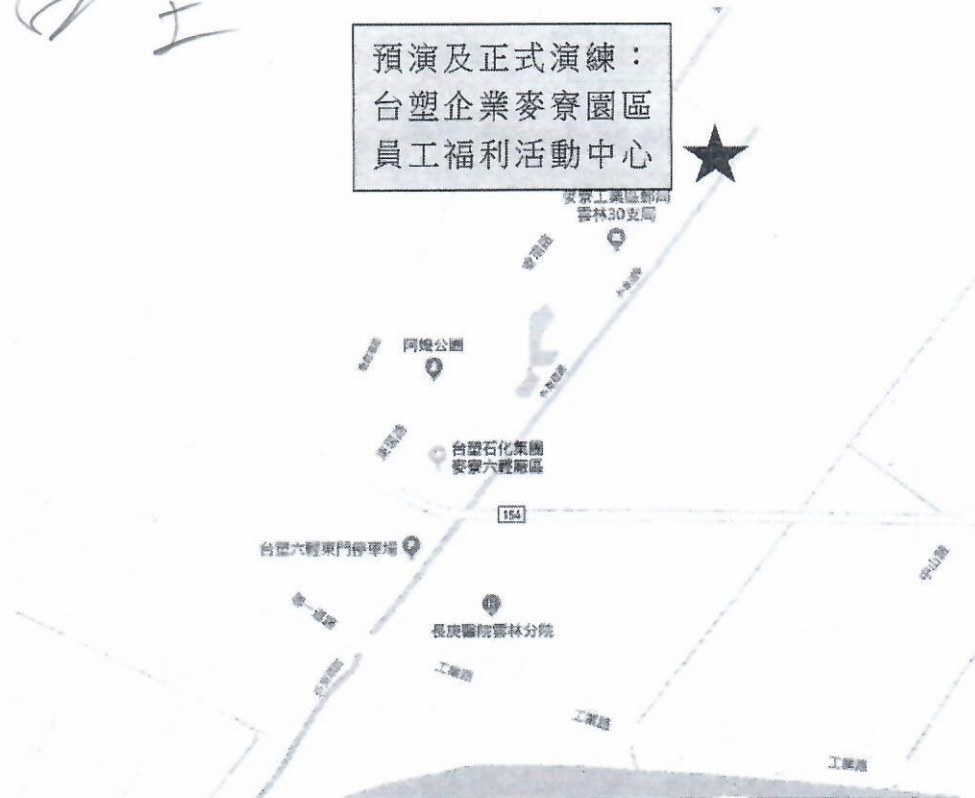 預演及正式演練：
台塑企業麥寮園區
員工福利活動中心
麥寮工業區郵局
雲林30支局
阿嬤公園
台塑石化集團
麥寮六輕廠區
154
台塑六輕東門停車場
長庚醫院雲林分院
中山路
工業路
工業路
工業路